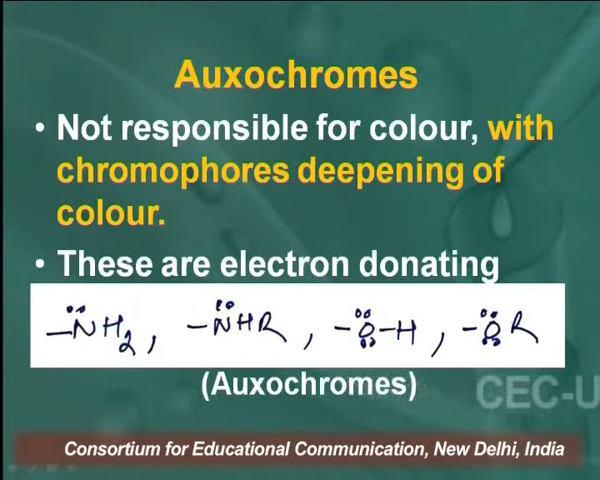 Auxochromes
• Not responsible for colour, with
chromophores deepening of
colour.
• These are electron donating
–N̈H₂, –N̈HR, –Ö̤–H, –Ö̤R
(Auxochromes)
CEC-U
Consortium for Educational Communication, New Delhi, India